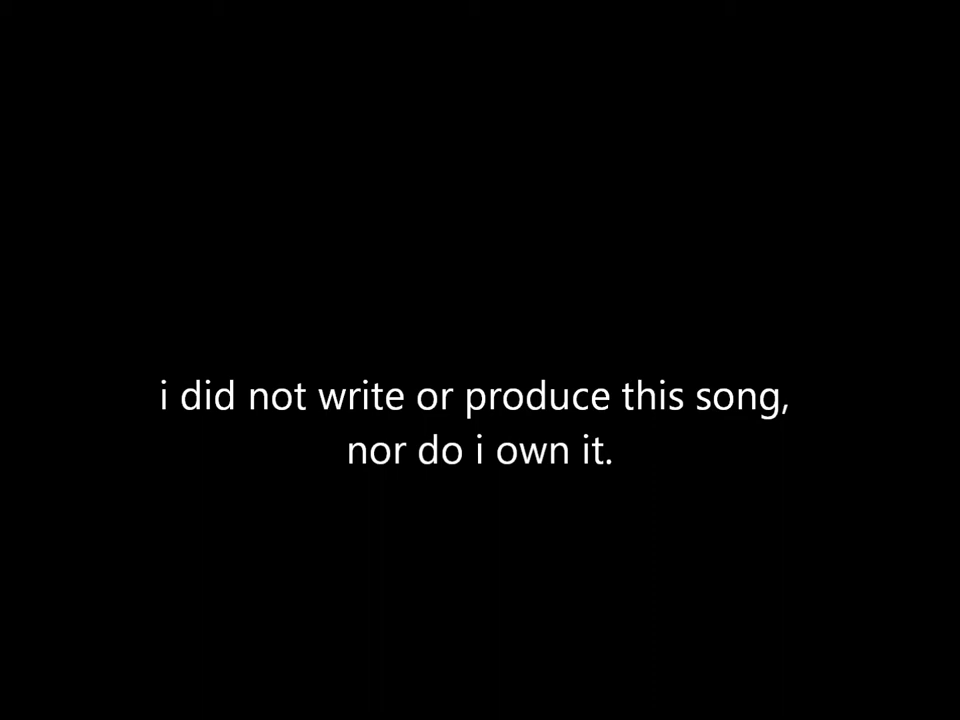 i did not write or produce this song,
nor do i own it.